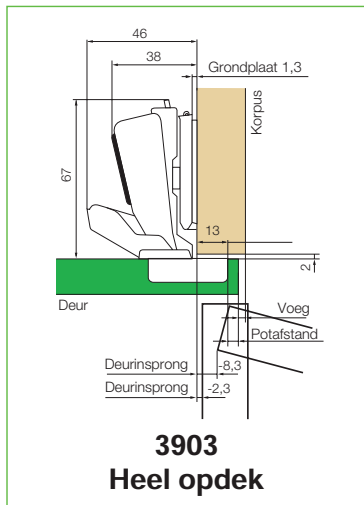 46
38
Grondplaat 1,3
Korpus
67
13
2
Deur
Voeg
Potafstand
Deurinsprong -8,3
Deurinsprong -2,3
3903
Heel opdek